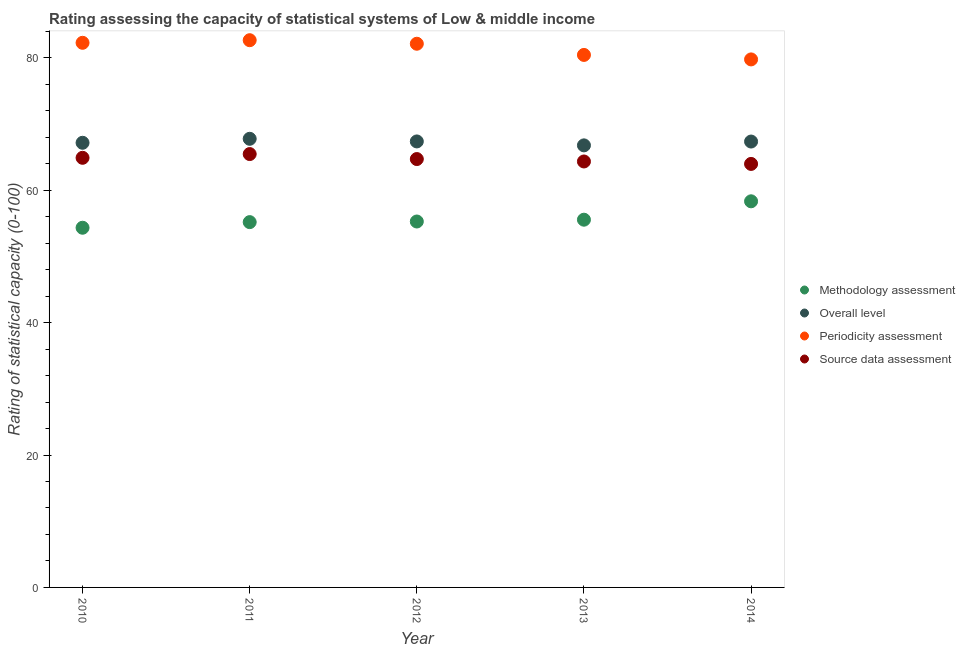 Rating assessing the capacity of statistical systems of Low & middle income
Rating of statistical capacity (0-100)
80
60
40
20
0
2010
2011
2012
2013
2014
Year
Methodology assessment
Overall level
Periodicity assessment
Source data assessment